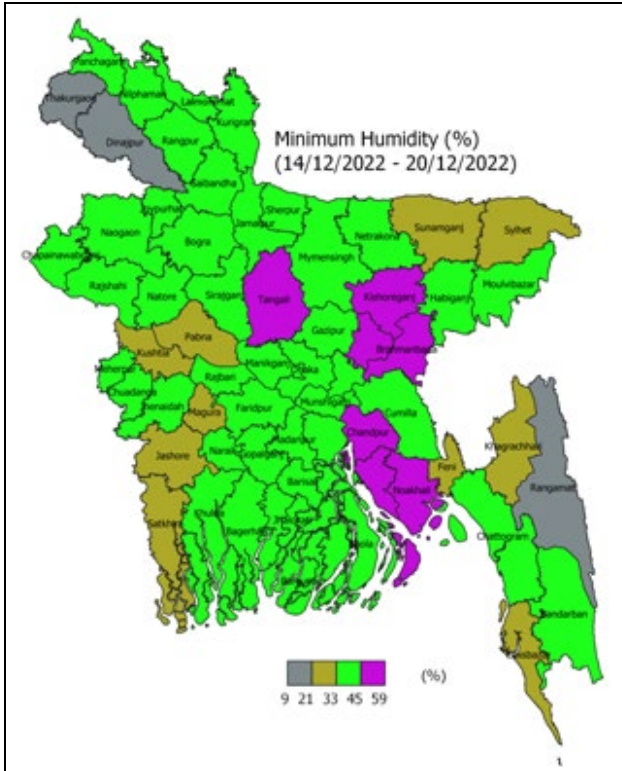 Panchagarh
Thakurgaon
Nilphamari
Lalmonirhat
Kurigram
Dinajpur
Rangpur
Minimum Humidity (%)
(14/12/2022 - 20/12/2022)
Gaibandha
Joypurhat
Sherpur
Naogaon
Jamalpur
Netrakona
Sunamganj
Sylhet
Bogra
Mymensingh
Chapainawabganj
Rajshahi
Natore
Sirajganj
Tangail
Kishoreganj
Habiganj
Moulvibazar
Pabna
Gazipur
Kushtia
Brahmanbaria
Meherpur
Manikganj
Dhaka
Rajbari
Chuadanga
Jhenaidah
Magura
Faridpur
Munshiganj
Cumilla
Chandpur
Khagrachhari
Jashore
Narail
Gopalganj
Madaripur
Feni
Rangamati
Barisal
Noakhali
Satkhira
Khulna
Bagerhat
Bhola
Chattogram
Bandarban
(%)
9 21 33 45 59